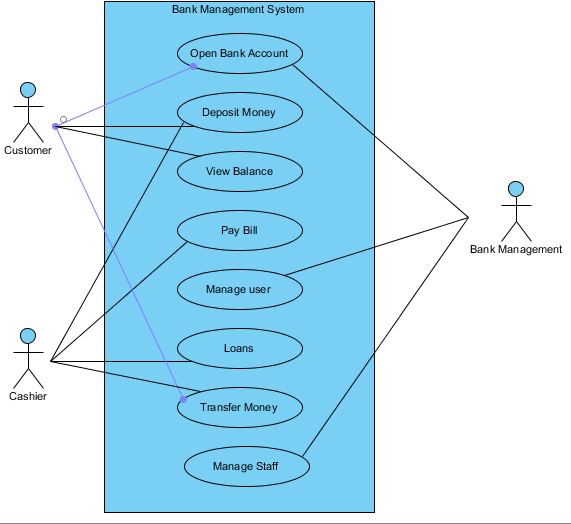 Bank Management System
Open Bank Account
Deposit Money
Customer
View Balance
Pay Bill
Bank Management
Manage user
Loans
Cashier
Transfer Money
Manage Staff